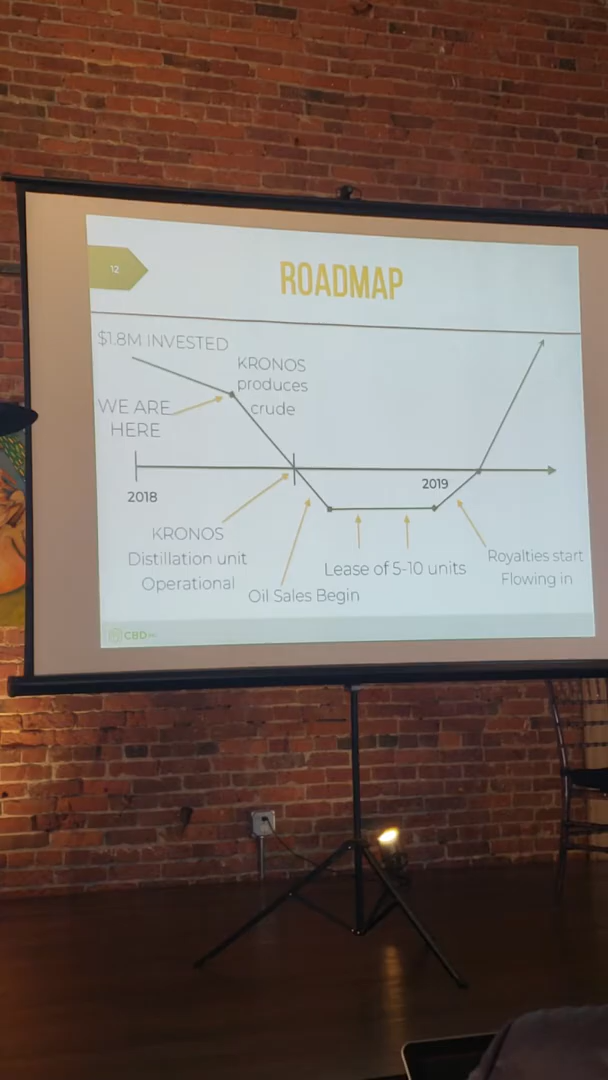 12
ROADMAP
$1.8M INVESTED
KRONOS
produces
crude
WE ARE
HERE
2018
2019
KRONOS
Distillation unit
Operational
Oil Sales Begin
Lease of 5-10 units
Royalties start
Flowing in
CBD